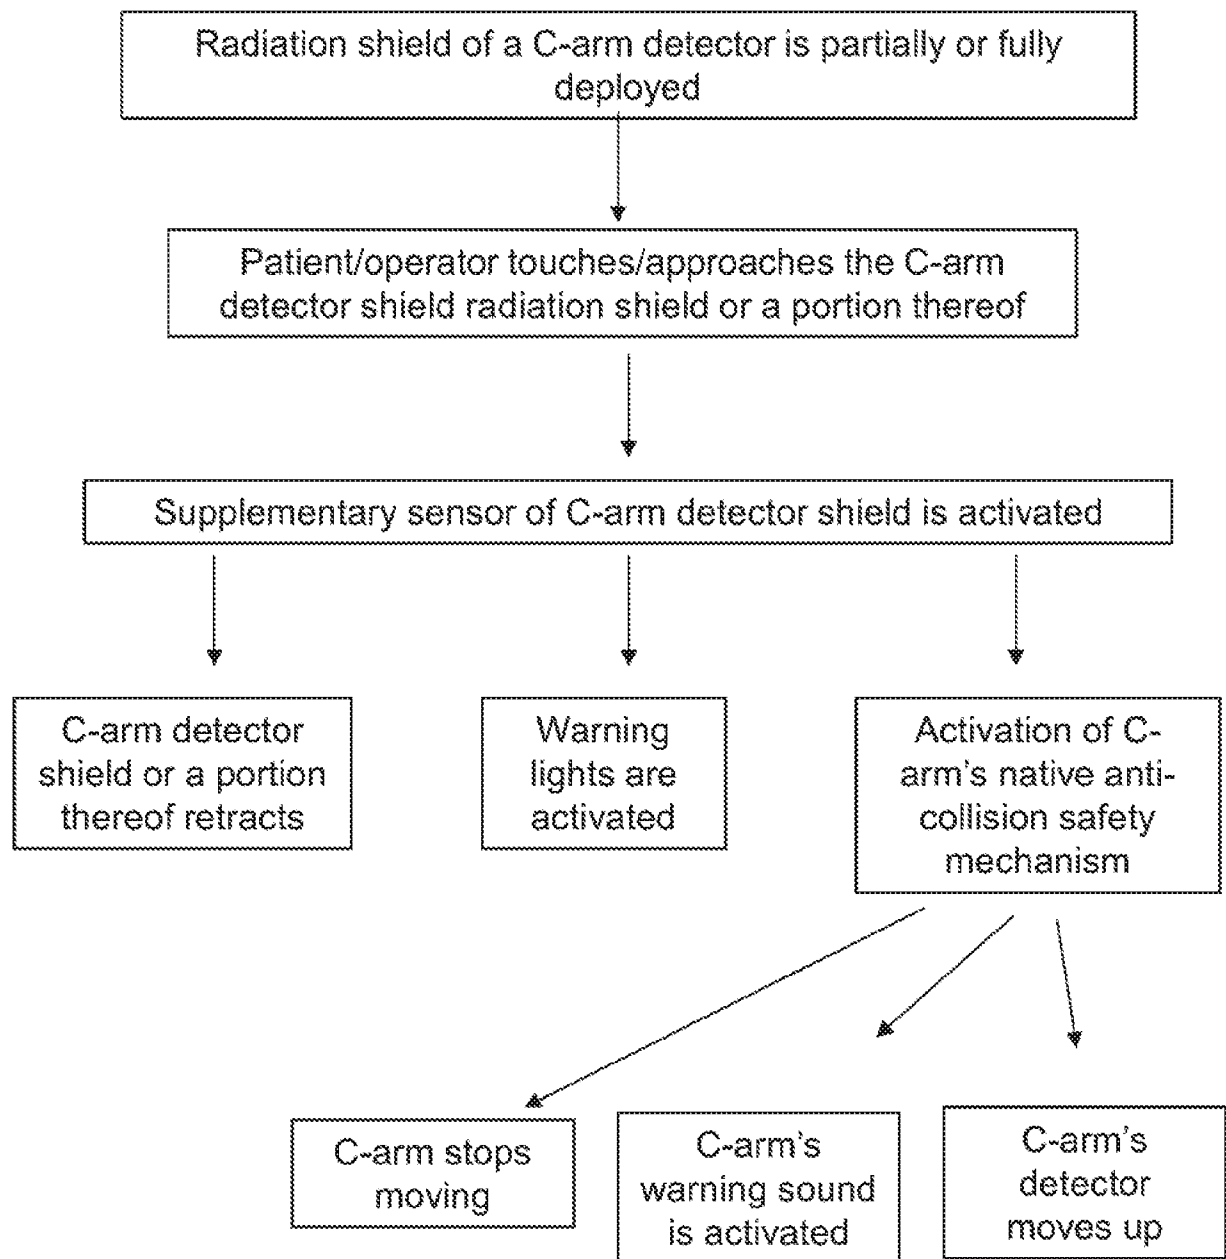 Radiation shield of a C-arm detector is partially or fully
deployed
Patient/operator touches/approaches the C-arm
detector shield radiation shield or a portion thereof
Supplementary sensor of C-arm detector shield is activated
C-arm detector
shield or a portion
thereof retracts
Warning
lights are
activated
Activation of C-
arm's native anti-
collision safety
mechanism
C-arm stops
moving
C-arm's
warning sound
is activated
C-arm's
detector
moves up